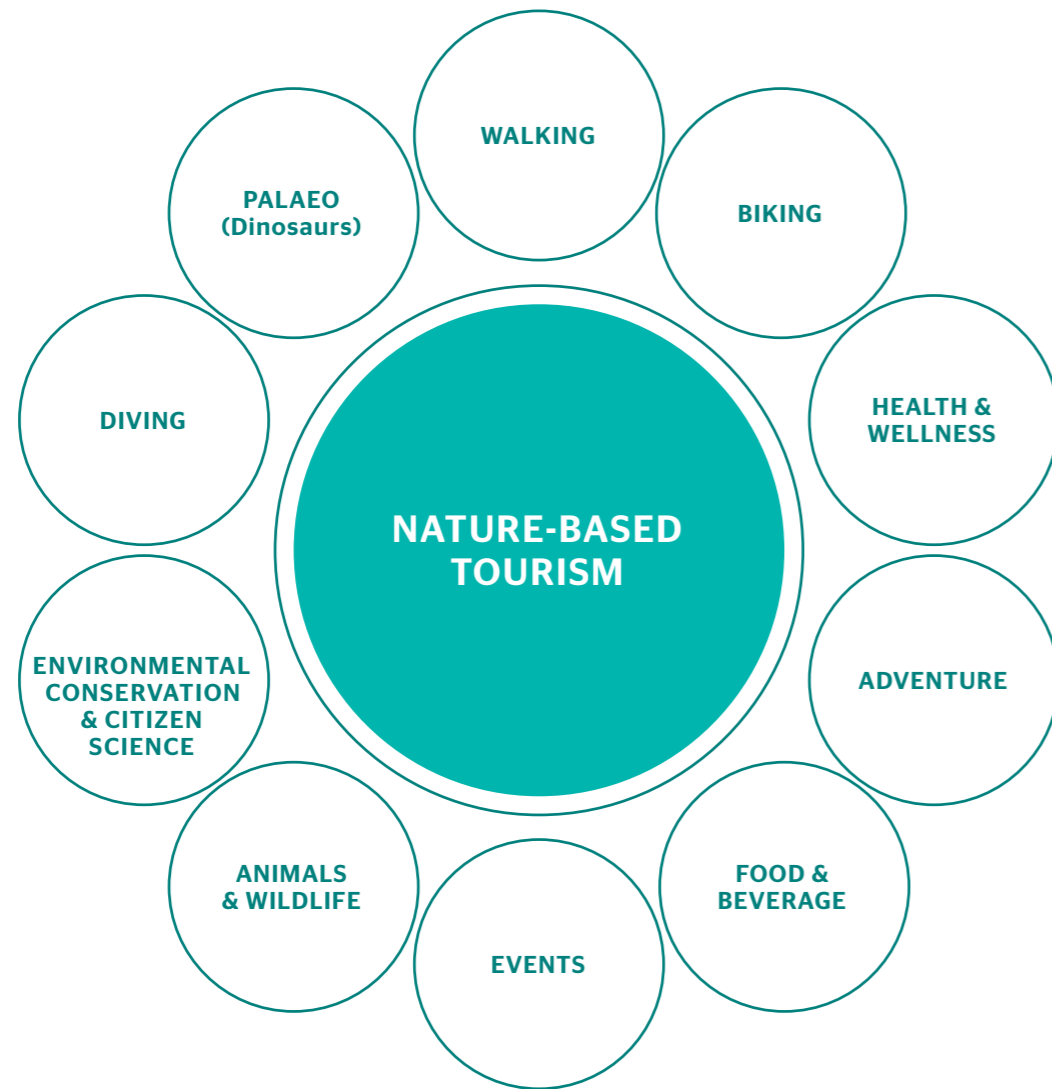 WALKING
PALAEO
(Dinosaurs)
BIKING
DIVING
HEALTH &
WELLNESS
NATURE-BASED
TOURISM
ENVIRONMENTAL
CONSERVATION
& CITIZEN
SCIENCE
ADVENTURE
ANIMALS
& WILDLIFE
FOOD &
BEVERAGE
EVENTS